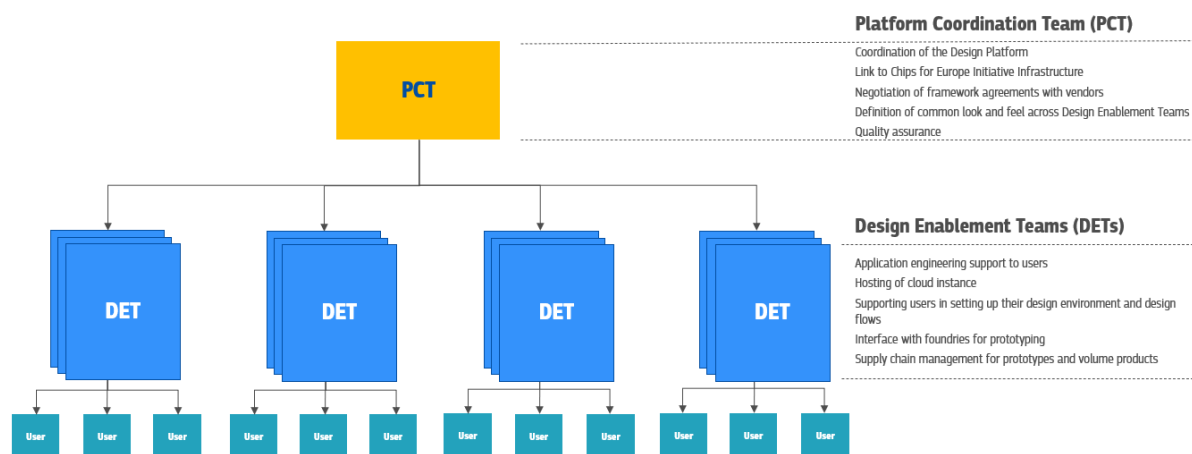 Platform Coordination Team (PCT)
PCT
Coordination of the Design Platform
Link to Chips for Europe Initiative Infrastructure
Negotiation of framework agreements with vendors
Definition of common look and feel across Design Enablement Teams
Quality assurance
Design Enablement Teams (DETs)
DET
DET
DET
DET
Application engineering support to users
Hosting of cloud instance
Supporting users in setting up their design environment and design
flows
Interface with foundries for prototyping
Supply chain management for prototypes and volume products
User
User
User
User
User
User
User
User
User
User
User
User